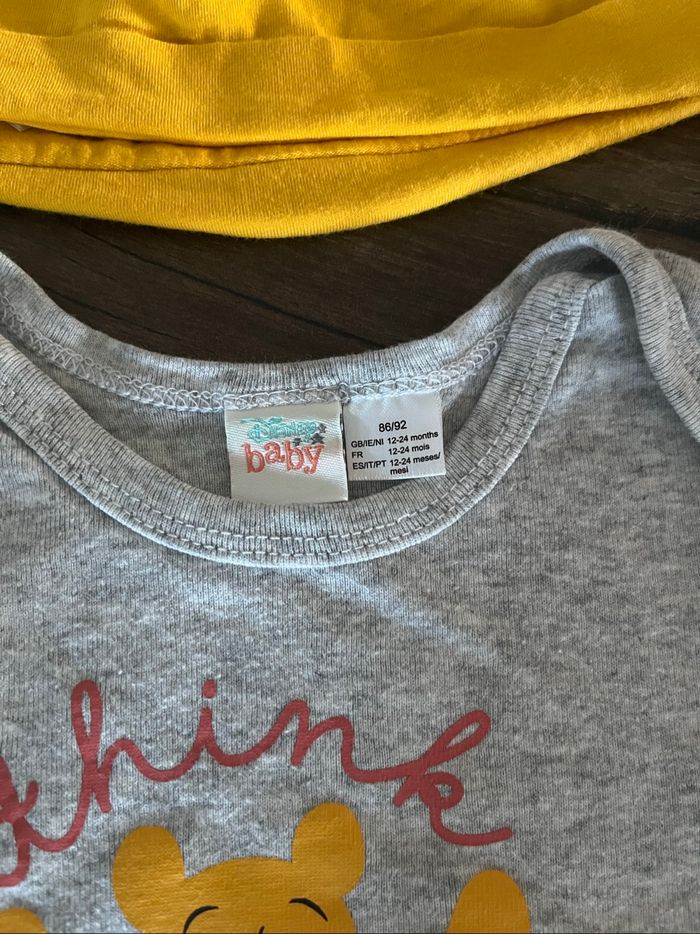 Disney
baby
86/92
GB/IE/NI 12-24 months
FR 12-24 mois
ES/IT/PT 12-24 meses/
mesi
think